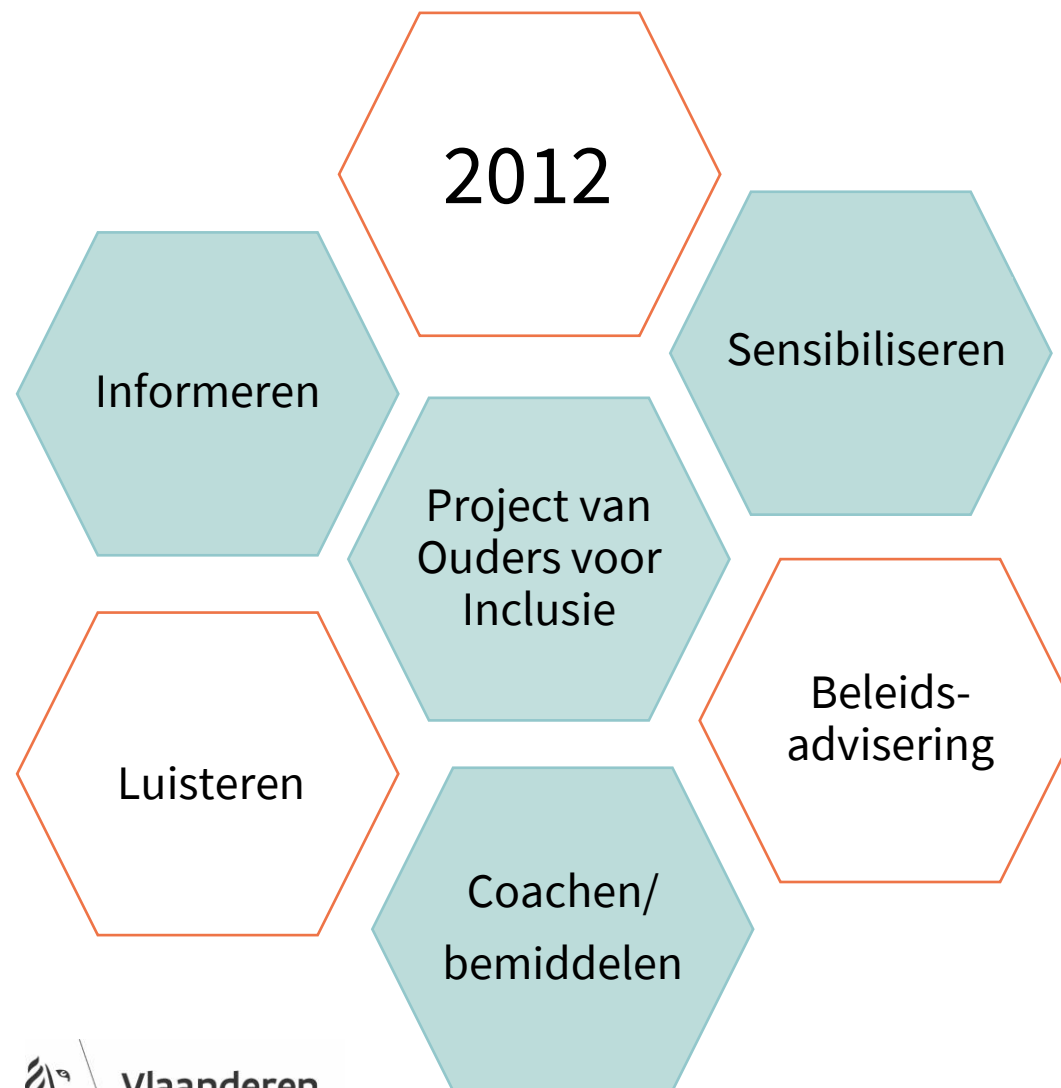 2012
Sensibiliseren
Informeren
Project van
Ouders voor
Inclusie
Beleids-
advisering
Luisteren
Coachen/
bemiddelen
Vlaanderen